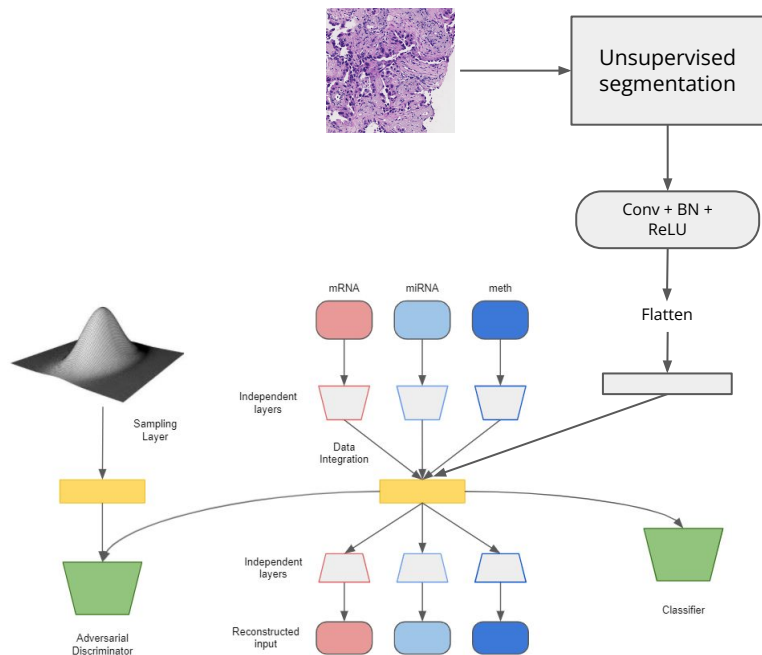 Unsupervised
segmentation
Conv + BN +
ReLU
mRNA
miRNA
meth
Flatten
Independent
layers
Sampling
Layer
Data
Integration
Independent
layers
Classifier
Adversarial
Discriminator
Reconstructed
input